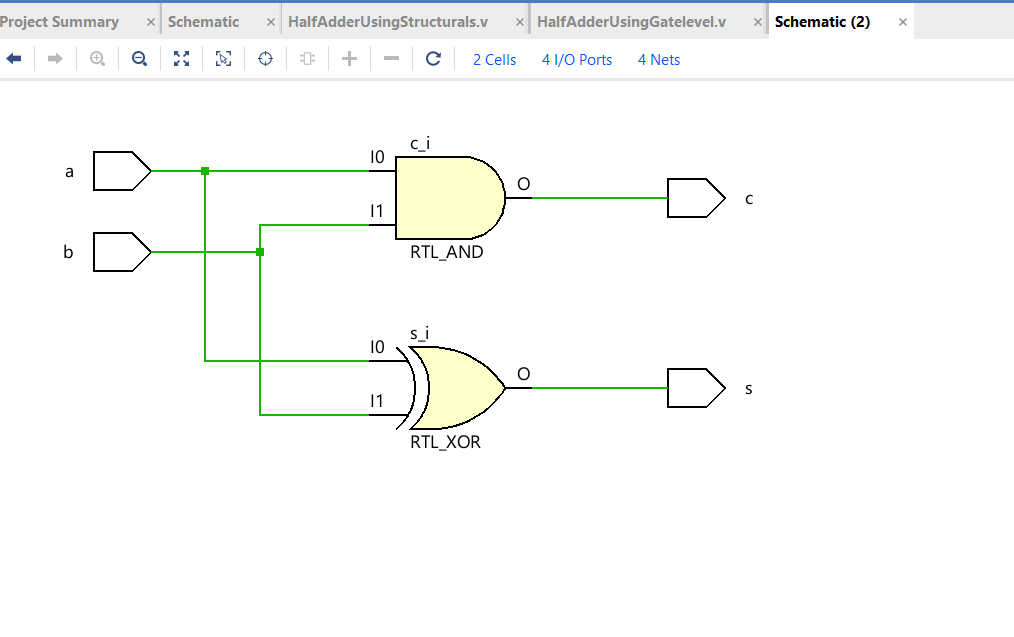 Project Summary × Schematic × HalfAdderUsingStructurals.v × HalfAdderUsingGatelevel.v × Schematic (2) ×
2 Cells 4 I/O Ports 4 Nets
c_i
a I0 O
c
I1
b RTL_AND
s_i
I0 O
s
I1
RTL_XOR